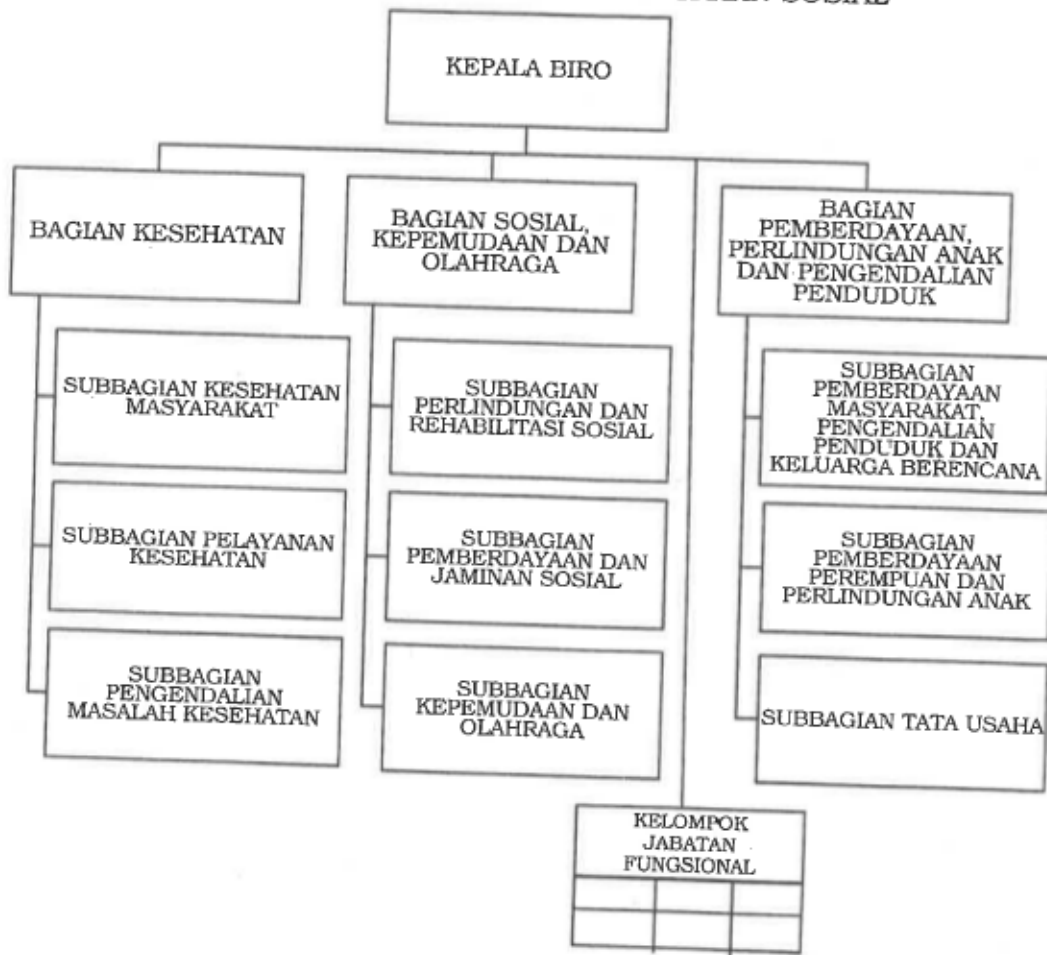 SOSIAL
KEPALA BIRO
BAGIAN KESEHATAN
BAGIAN SOSIAL,
KEPEMUDAAN DAN
OLAHRAGA
BAGIAN
PEMBERDAYAAN,
PERLINDUNGAN ANAK
DAN PENGENDALIAN
PENDUDUK
SUBBAGIAN KESEHATAN
MASYARAKAT
SUBBAGIAN
PERLINDUNGAN DAN
REHABILITASI SOSIAL
SUBBAGIAN
PEMBERDAYAAN
MASYARAKAT,
PENGENDALIAN
PENDUDUK DAN
KELUARGA BERENCANA
SUBBAGIAN PELAYANAN
KESEHATAN
SUBBAGIAN
PEMBERDAYAAN DAN
JAMINAN SOSIAL
SUBBAGIAN
PEMBERDAYAAN
PEREMPUAN DAN
PERLINDUNGAN ANAK
SUBBAGIAN
PENGENDALIAN
MASALAH KESEHATAN
SUBBAGIAN
KEPEMUDAAN DAN
OLAHRAGA
SUBBAGIAN TATA USAHA
KELOMPOK
JABATAN
FUNGSIONAL